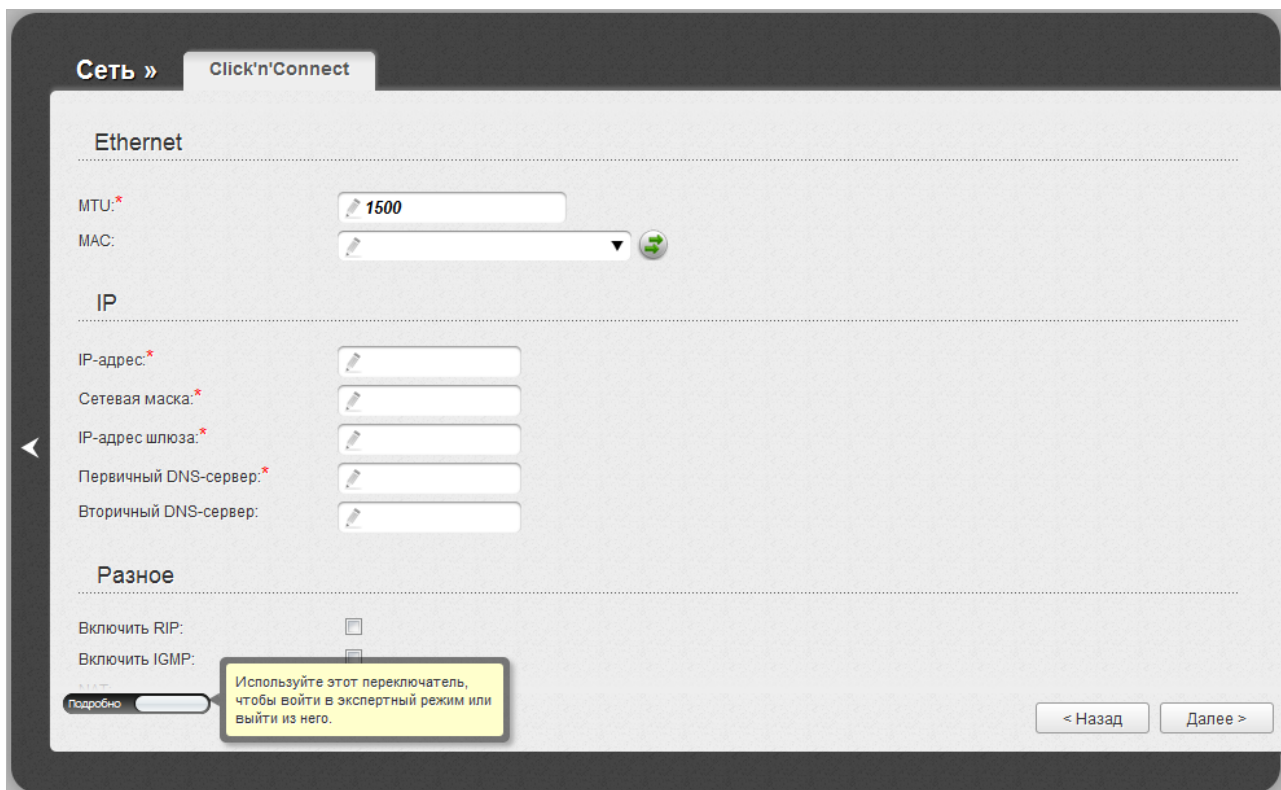 Сеть »
Click'n'Connect
Ethernet
MTU:*
1500
MAC:
IP
IP-адрес:*
Сетевая маска:*
IP-адрес шлюза:*
Первичный DNS-сервер:*
Вторичный DNS-сервер:
Разное
Включить RIP:
Включить IGMP:
Подробно
Используйте этот переключатель,
чтобы войти в экспертный режим или
выйти из него.
< Назад
Далее >